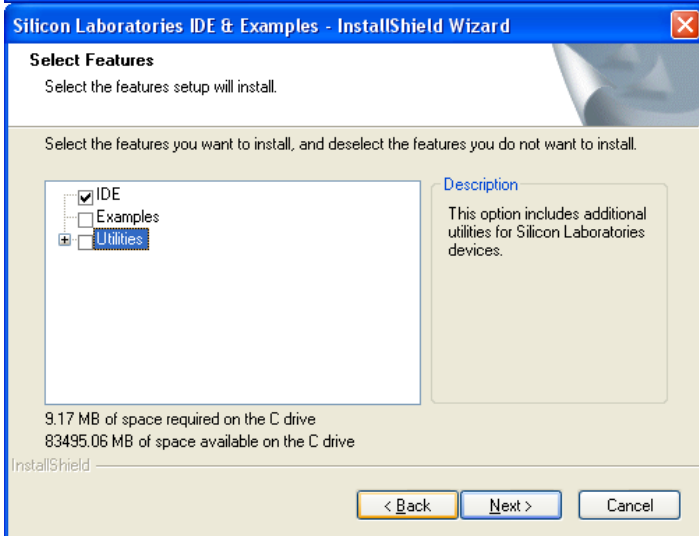 Silicon Laboratories IDE & Examples - InstallShield Wizard
Select Features
Select the features setup will install.
Select the features you want to install, and deselect the features you do not want to install.
IDE
Examples
Utilities
Description
This option includes additional
utilities for Silicon Laboratories
devices.
9.17 MB of space required on the C drive
83495.06 MB of space available on the C drive
InstallShield
< Back
Next >
Cancel